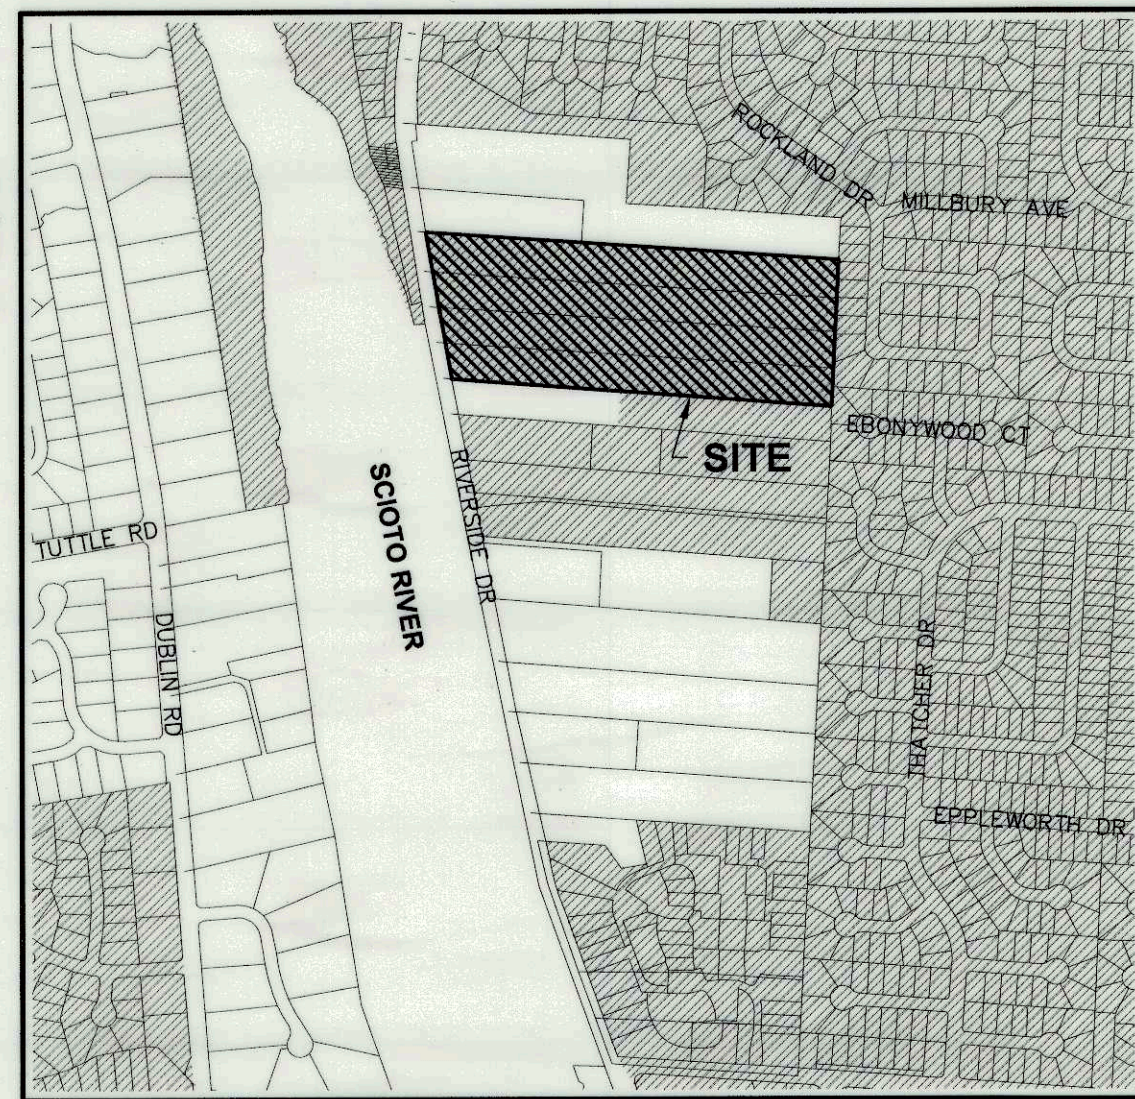 ROCKLAND DR
MILLBURY AVE
EBONYWOOD CT
SITE
RIVERSIDE DR
SCIOTO RIVER
TUTTLE RD
DUBLIN RD
THATCHER DR
EPPLEWORTH DR